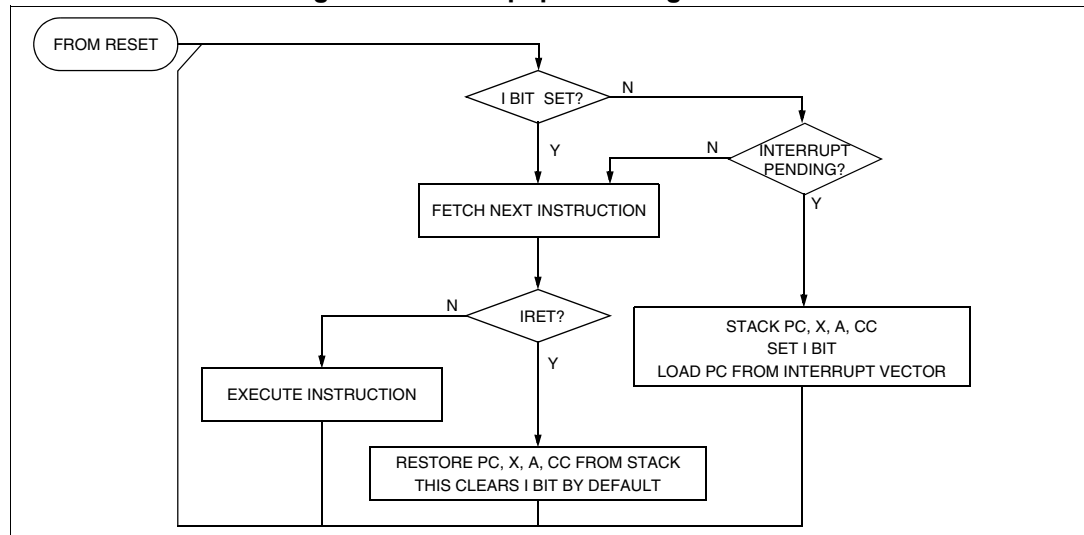 FROM RESET
I BIT SET?
N
Y
INTERRUPT
PENDING?
N
Y
FETCH NEXT INSTRUCTION
IRET?
N
Y
STACK PC, X, A, CC
SET I BIT
LOAD PC FROM INTERRUPT VECTOR
EXECUTE INSTRUCTION
RESTORE PC, X, A, CC FROM STACK
THIS CLEARS I BIT BY DEFAULT